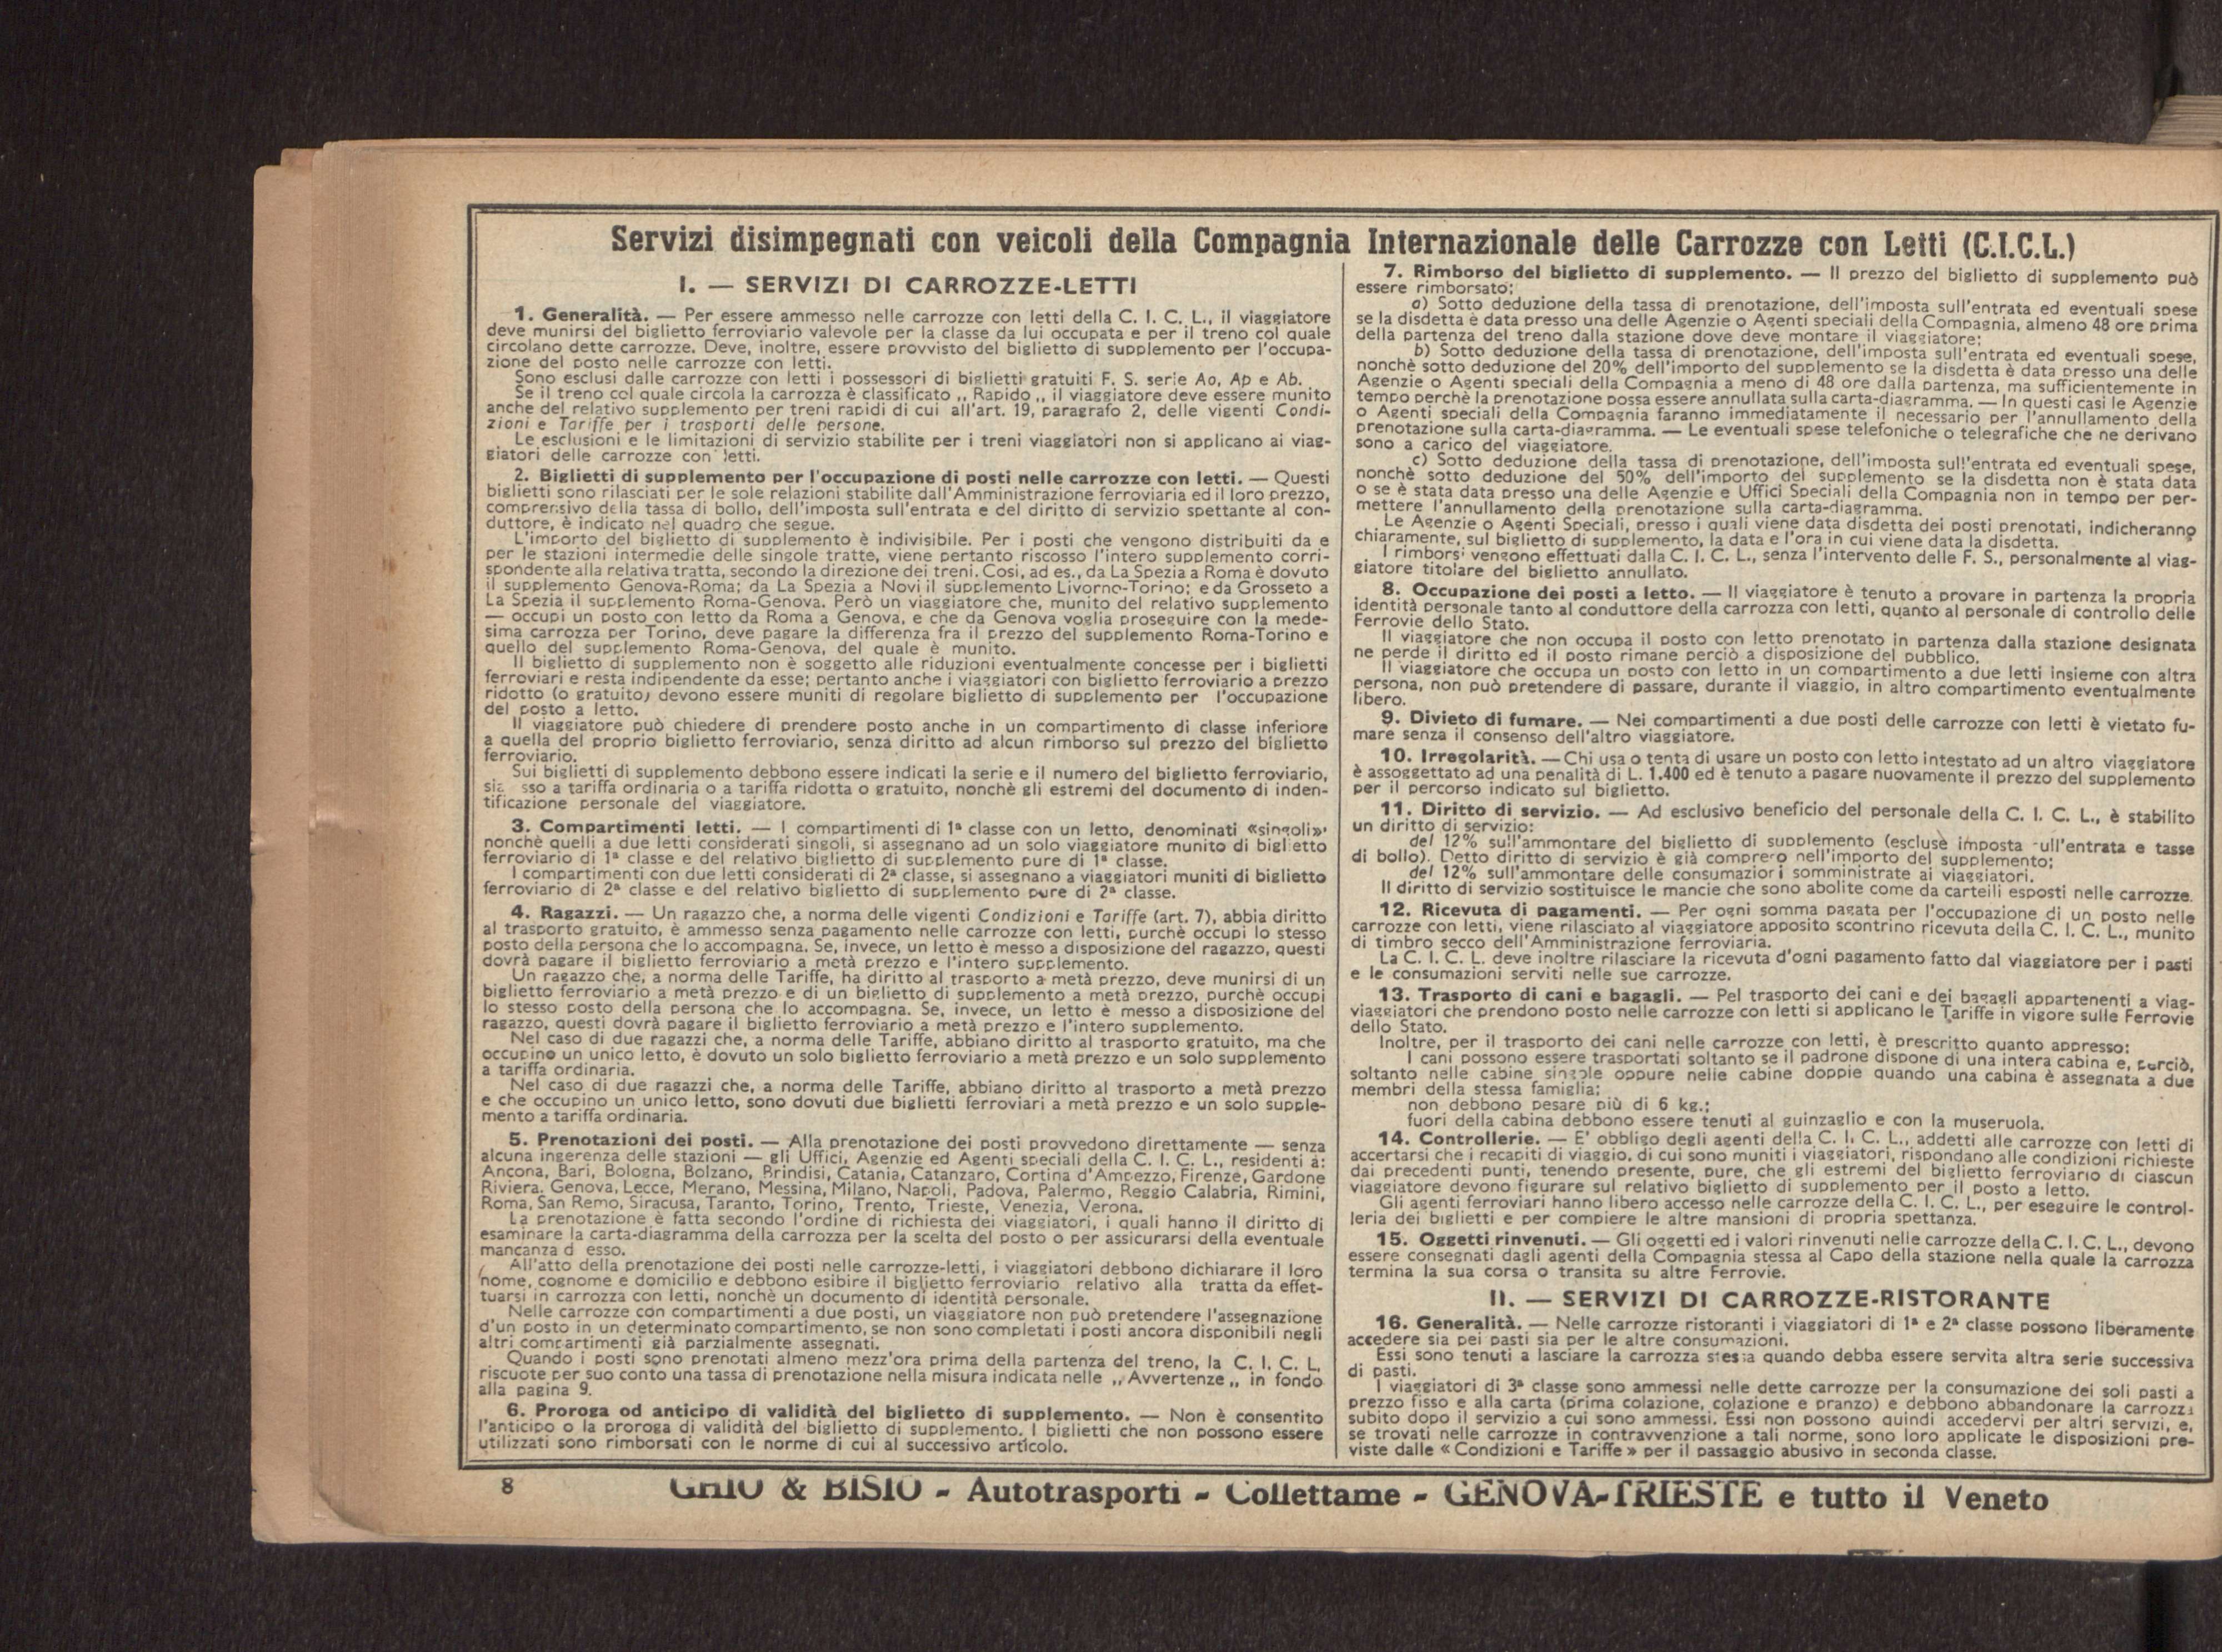 Servizi disimpegnati con veicoli della Compagnia Internazionale delle Carrozze con Letti (C.I.C.L.)
I. — SERVIZI DI CARROZZE-LETTI
1. Generalità. — Per essere ammesso nelle carrozze con letti della C. I. C. L., il viaggiatore
deve munirsi del biglietto ferroviario valevole per la classe da lui occupata e per il treno col quale
circolano dette carrozze. Deve, inoltre, essere provvisto del biglietto di supplemento per l'occupa-
zione del posto nelle carrozze con letti.
Sono esclusi dalle carrozze con letti i possessori di biglietti gratuiti F. S. serie Ao, Ap e Ab.
Se il treno col quale circola la carrozza è classificato „ Rapido „ il viaggiatore deve essere munito
anche del relativo supplemento per treni rapidi di cui all'art. 19, paragrafo 2, delle vigenti Condi-
zioni e Tariffe per i trasporti delle persone.
Le esclusioni e le limitazioni di servizio stabilite per i treni viaggiatori non si applicano ai viag-
giatori delle carrozze con letti.
2. Biglietti di supplemento per l'occupazione di posti nelle carrozze con letti. — Questi
biglietti sono rilasciati per le sole relazioni stabilite dall'Amministrazione ferroviaria ed il loro prezzo,
comprensivo della tassa di bollo, dell'imposta sull'entrata e del diritto di servizio spettante al con-
duttore, è indicato nel quadro che segue.
L'importo del biglietto di supplemento è indivisibile. Per i posti che vengono distribuiti da e
per le stazioni intermedie delle singole tratte, viene pertanto riscosso l'intero supplemento corri-
spondente alla relativa tratta, secondo la direzione dei treni. Cosi, ad es., da La Spezia a Roma è dovuto
il supplemento Genova-Roma; da La Spezia a Novi il supplemento Livorno-Torino; e da Grosseto a
La Spezia il supplemento Roma-Genova. Però un viaggiatore che, munito del relativo supplemento
— occupi un posto con letto da Roma a Genova, e che da Genova voglia proseguire con la mede-
sima carrozza per Torino, deve pagare la differenza fra il prezzo del supplemento Roma-Torino e
quello del supplemento Roma-Genova, del quale è munito.
Il biglietto di supplemento non è soggetto alle riduzioni eventualmente concesse per i biglietti
ferroviari e resta indipendente da esse; pertanto anche i viaggiatori con biglietto ferroviario a prezzo
ridotto (o gratuito) devono essere muniti di regolare biglietto di supplemento per l'occupazione
del posto a letto.
Il viaggiatore può chiedere di prendere posto anche in un compartimento di classe inferiore
a quella del proprio biglietto ferroviario, senza diritto ad alcun rimborso sul prezzo del biglietto
ferroviario.
Sui biglietti di supplemento debbono essere indicati la serie e il numero del biglietto ferroviario,
sia sso a tariffa ordinaria o a tariffa ridotta o gratuito, nonchè gli estremi del documento di inden-
tificazione personale del viaggiatore.
3. Compartimenti letti. — I compartimenti di 1ª classe con un letto, denominati «singoli»'
nonchè quelli a due letti considerati singoli, si assegnano ad un solo viaggiatore munito di biglietto
ferroviario di 1ª classe e del relativo biglietto di supplemento pure di 1ª classe.
I compartimenti con due letti considerati di 2ª classe, si assegnano a viaggiatori muniti di biglietto
ferroviario di 2ª classe e del relativo biglietto di supplemento pure di 2ª classe.
4. Ragazzi. — Un ragazzo che, a norma delle vigenti Condizioni e Tariffe (art. 7), abbia diritto
al trasporto gratuito, è ammesso senza pagamento nelle carrozze con letti, purchè occupi lo stesso
posto della persona che lo accompagna. Se, invece, un letto è messo a disposizione del ragazzo, questi
dovrà pagare il biglietto ferroviario a metà prezzo e l'intero supplemento.
Un ragazzo che, a norma delle Tariffe, ha diritto al trasporto a metà prezzo, deve munirsi di un
biglietto ferroviario a metà prezzo e di un biglietto di supplemento a metà prezzo, purchè occupi
lo stesso posto della persona che lo accompagna. Se, invece, un letto è messo a disposizione del
ragazzo, questi dovrà pagare il biglietto ferroviario a metà prezzo e l'intero supplemento.
Nel caso di due ragazzi che, a norma delle Tariffe, abbiano diritto al trasporto gratuito, ma che
occupino un unico letto, è dovuto un solo biglietto ferroviario a metà prezzo e un solo supplemento
a tariffa ordinaria.
Nel caso di due ragazzi che, a norma delle Tariffe, abbiano diritto al trasporto a metà prezzo
e che occupino un unico letto, sono dovuti due biglietti ferroviari a metà prezzo e un solo supple-
mento a tariffa ordinaria.
5. Prenotazioni dei posti. — Alla prenotazione dei posti provvedono direttamente — senza
alcuna ingerenza delle stazioni — gli Uffici, Agenzie ed Agenti speciali della C. I. C. L., residenti a:
Ancona, Bari, Bologna, Bolzano, Brindisi, Catania, Catanzaro, Cortina d'Ampezzo, Firenze, Gardone
Riviera. Genova, Lecce, Merano, Messina, Milano, Napoli, Padova, Palermo, Reggio Calabria, Rimini,
Roma, San Remo, Siracusa, Taranto, Torino, Trento, Trieste, Venezia, Verona.
La prenotazione è fatta secondo l'ordine di richiesta dei viaggiatori, i quali hanno il diritto di
esaminare la carta-diagramma della carrozza per la scelta del posto o per assicurarsi della eventuale
mancanza d esso.
All'atto della prenotazione dei posti nelle carrozze-letti, i viaggiatori debbono dichiarare il loro
nome, cognome e domicilio e debbono esibire il biglietto ferroviario relativo alla tratta da effet-
tuarsi in carrozza con letti, nonchè un documento di identità personale.
Nelle carrozze con compartimenti a due posti, un viaggiatore non può pretendere l'assegnazione
d'un posto in un determinato compartimento, se non sono completati i posti ancora disponibili negli
altri compartimenti già parzialmente assegnati.
Quando i posti sono prenotati almeno mezz'ora prima della partenza del treno, la C. I. C. L.
riscuote per suo conto una tassa di prenotazione nella misura indicata nelle „ Avvertenze „ in fondo
alla pagina 9.
6. Proroga od anticipo di validità del biglietto di supplemento. — Non è consentito
l'anticipo o la proroga di validità del biglietto di supplemento. I biglietti che non possono essere
utilizzati sono rimborsati con le norme di cui al successivo articolo.
7. Rimborso del biglietto di supplemento. — Il prezzo del biglietto di supplemento può
essere rimborsato:
a) Sotto deduzione della tassa di prenotazione, dell'imposta sull'entrata ed eventuali spese
se la disdetta è data presso una delle Agenzie o Agenti speciali della Compagnia, almeno 48 ore prima
della partenza del treno dalla stazione dove deve montare il viaggiatore;
b) Sotto deduzione della tassa di prenotazione, dell'imposta sull'entrata ed eventuali spese,
nonchè sotto deduzione del 20% dell'importo del supplemento se la disdetta è data presso una delle
Agenzie o Agenti speciali della Compagnia a meno di 48 ore dalla partenza, ma sufficientemente in
tempo perchè la prenotazione possa essere annullata sulla carta-diagramma. — In questi casi le Agenzie
o Agenti speciali della Compagnia faranno immediatamente il necessario per l'annullamento della
prenotazione sulla carta-diagramma. — Le eventuali spese telefoniche o telegrafiche che ne derivano
sono a carico del viaggiatore.
c) Sotto deduzione della tassa di prenotazione, dell'imposta sull'entrata ed eventuali spese,
nonchè sotto deduzione del 50% dell'importo del supplemento se la disdetta non è stata data
o se è stata data presso una delle Agenzie e Uffici Speciali della Compagnia non in tempo per per-
mettere l'annullamento della prenotazione sulla carta-diagramma.
Le Agenzie o Agenti Speciali, presso i quali viene data disdetta dei posti prenotati, indicheranno
chiaramente, sul biglietto di supplemento, la data e l'ora in cui viene data la disdetta.
I rimborsi vengono effettuati dalla C. I. C. L., senza l'intervento delle F. S., personalmente al viag-
giatore titolare del biglietto annullato.
8. Occupazione dei posti a letto. — Il viaggiatore è tenuto a provare in partenza la propria
identità personale tanto al conduttore della carrozza con letti, quanto al personale di controllo delle
Ferrovie dello Stato.
Il viaggiatore che non occupa il posto con letto prenotato in partenza dalla stazione designata
ne perde il diritto ed il posto rimane perciò a disposizione del pubblico.
Il viaggiatore che occupa un posto con letto in un compartimento a due letti insieme con altra
persona, non può pretendere di passare, durante il viaggio, in altro compartimento eventualmente
libero.
9. Divieto di fumare. — Nei compartimenti a due posti delle carrozze con letti è vietato fu-
mare senza il consenso dell'altro viaggiatore.
10. Irregolarità. — Chi usa o tenta di usare un posto con letto intestato ad un altro viaggiatore
è assoggettato ad una penalità di L. 1.400 ed è tenuto a pagare nuovamente il prezzo del supplemento
per il percorso indicato sul biglietto.
11. Diritto di servizio. — Ad esclusivo beneficio del personale della C. I. C. L., è stabilito
un diritto di servizio:
del 12% sull'ammontare del biglietto di supplemento (escluse imposta sull'entrata e tasse
di bollo). Detto diritto di servizio è già compreso nell'importo del supplemento;
del 12% sull'ammontare delle consumazioni somministrate ai viaggiatori.
Il diritto di servizio sostituisce le mancie che sono abolite come da cartelli esposti nelle carrozze.
12. Ricevuta di pagamenti. — Per ogni somma pagata per l'occupazione di un posto nelle
carrozze con letti, viene rilasciato al viaggiatore apposito scontrino ricevuta della C. I. C. L., munito
di timbro secco dell'Amministrazione ferroviaria.
La C. I. C. L. deve inoltre rilasciare la ricevuta d'ogni pagamento fatto dal viaggiatore per i pasti
e le consumazioni serviti nelle sue carrozze.
13. Trasporto di cani e bagagli. — Pel trasporto dei cani e dei bagagli appartenenti a viag-
viaggiatori che prendono posto nelle carrozze con letti si applicano le Tariffe in vigore sulle Ferrovie
dello Stato.
Inoltre, per il trasporto dei cani nelle carrozze con letti, è prescritto quanto appresso:
I cani possono essere trasportati soltanto se il padrone dispone di una intera cabina e, perciò,
soltanto nelle cabine singole oppure nelle cabine doppie quando una cabina è assegnata a due
membri della stessa famiglia;
non debbono pesare più di 6 kg.;
fuori della cabina debbono essere tenuti al guinzaglio e con la museruola.
14. Controllerie. — E' obbligo degli agenti della C. I. C. L., addetti alle carrozze con letti di
accertarsi che i recapiti di viaggio, di cui sono muniti i viaggiatori, rispondano alle condizioni richieste
dai precedenti punti, tenendo presente, pure, che gli estremi del biglietto ferroviario di ciascun
viaggiatore devono figurare sul relativo biglietto di supplemento per il posto a letto.
Gli agenti ferroviari hanno libero accesso nelle carrozze della C. I. C. L., per eseguire le control-
leria dei biglietti e per compiere le altre mansioni di propria spettanza.
15. Oggetti rinvenuti. — Gli oggetti ed i valori rinvenuti nelle carrozze della C. I. C. L., devono
essere consegnati dagli agenti della Compagnia stessa al Capo della stazione nella quale la carrozza
termina la sua corsa o transita su altre Ferrovie.
II. — SERVIZI DI CARROZZE-RISTORANTE
16. Generalità. — Nelle carrozze ristoranti i viaggiatori di 1ª e 2ª classe possono liberamente
accedere sia pei pasti sia per le altre consumazioni.
Essi sono tenuti a lasciare la carrozza stessa quando debba essere servita altra serie successiva
di pasti.
I viaggiatori di 3ª classe sono ammessi nelle dette carrozze per la consumazione dei soli pasti a
prezzo fisso e alla carta (prima colazione, colazione e pranzo) e debbono abbandonare la carrozza
subito dopo il servizio a cui sono ammessi. Essi non possono quindi accedervi per altri servizi, e,
se trovati nelle carrozze in contravvenzione a tali norme, sono loro applicate le disposizioni pre-
viste dalle «Condizioni e Tariffe» per il passaggio abusivo in seconda classe.
8
GHIO & BISIO - Autotrasporti - Collettame - GENOVA-TRIESTE e tutto il Veneto